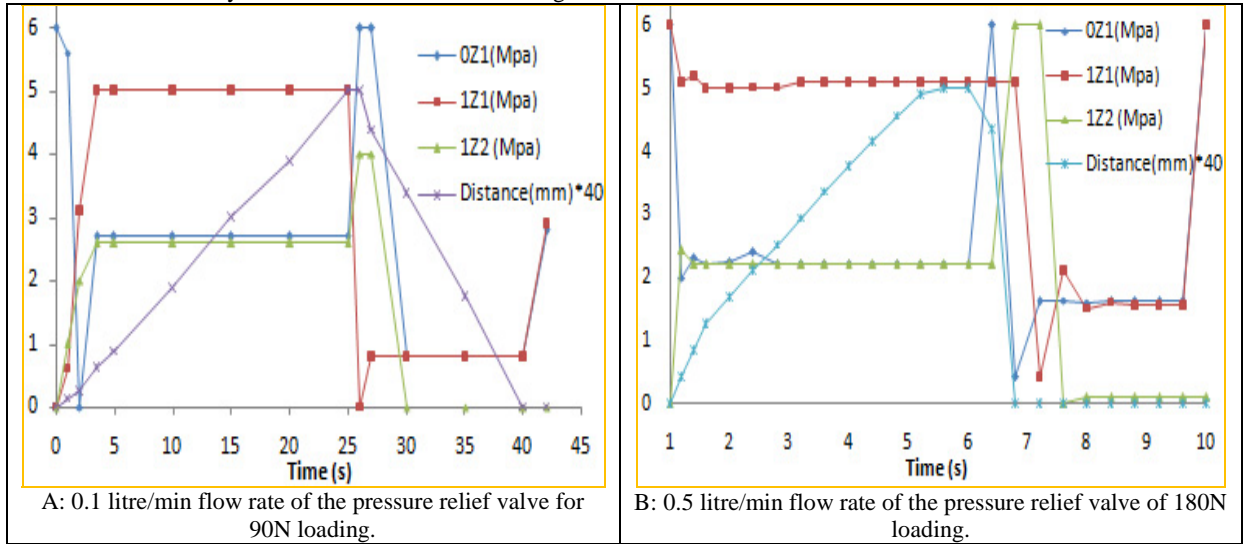 6
5
4
3
2
1
0
0Z1(Mpa)
1Z1(Mpa)
1Z2 (Mpa)
Distance(mm)*40
0 5 10 15 20 25 30 35 40 45
Time (s)
A: 0.1 litre/min flow rate of the pressure relief valve for
90N loading.
6
5
4
3
2
1
0
0Z1(Mpa)
1Z1(Mpa)
1Z2(Mpa)
Distance(mm)*40
1 2 3 4 5 6 7 8 9 10
Time (s)
B: 0.5 litre/min flow rate of the pressure relief valve of 180N
loading.